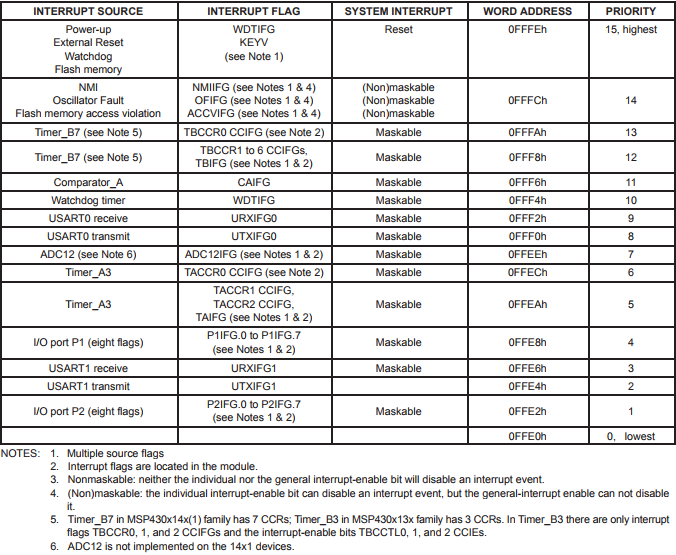 INTERRUPT SOURCE INTERRUPT FLAG SYSTEM INTERRUPT WORD ADDRESS PRIORITY
Power-up WDTIFG Reset 0FFFEh 15, highest
External Reset KEYV
Watchdog (see Note 1)
Flash memory
NMI NMIIFG (see Notes 1 & 4) (Non)maskable
Oscillator Fault OFIFG (see Notes 1 & 4) (Non)maskable 0FFFCh 14
Flash memory access violation ACCVIFG (see Notes 1 & 4) (Non)maskable
Timer_B7 (see Note 5) TBCCR0 CCIFG (see Note 2) Maskable 0FFFAh 13
Timer_B7 (see Note 5) TBCCR1 to 6 CCIFGs, Maskable 0FFF8h 12
TBIFG (see Notes 1 & 2)
Comparator_A CAIFG Maskable 0FFF6h 11
Watchdog timer WDTIFG Maskable 0FFF4h 10
USART0 receive URXIFG0 Maskable 0FFF2h 9
USART0 transmit UTXIFG0 Maskable 0FFF0h 8
ADC12 (see Note 6) ADC12IFG (see Notes 1 & 2) Maskable 0FFEEh 7
Timer_A3 TACCR0 CCIFG (see Note 2) Maskable 0FFECh 6
TACCR1 CCIFG,
Timer_A3 TACCR2 CCIFG, Maskable 0FFEAh 5
TAIFG (see Notes 1 & 2)
I/O port P1 (eight flags) P1IFG.0 to P1IFG.7 Maskable 0FFE8h 4
(see Notes 1 & 2)
USART1 receive URXIFG1 Maskable 0FFE6h 3
USART1 transmit UTXIFG1 0FFE4h 2
I/O port P2 (eight flags) P2IFG.0 to P2IFG.7 Maskable 0FFE2h 1
(see Notes 1 & 2)
0FFE0h 0, lowest
NOTES: 1. Multiple source flags
2. Interrupt flags are located in the module.
3. Nonmaskable: neither the individual nor the general interrupt-enable bit will disable an interrupt event.
4. (Non)maskable: the individual interrupt-enable bit can disable an interrupt event, but the general-interrupt enable can not disable
it.
5. Timer_B7 in MSP430x14x(1) family has 7 CCRs; Timer_B3 in MSP430x13x family has 3 CCRs. In Timer_B3 there are only interrupt
flags TBCCR0, 1, and 2 CCIFGs and the interrupt-enable bits TBCCTL0, 1, and 2 CCIEs.
6. ADC12 is not implemented on the 14x1 devices.